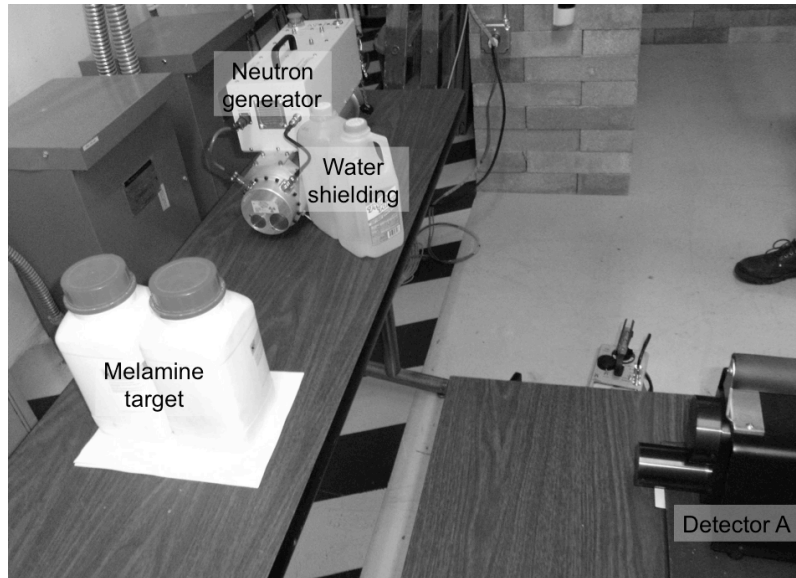 Neutron
generator
Water
shielding
Melamine
target
Detector A